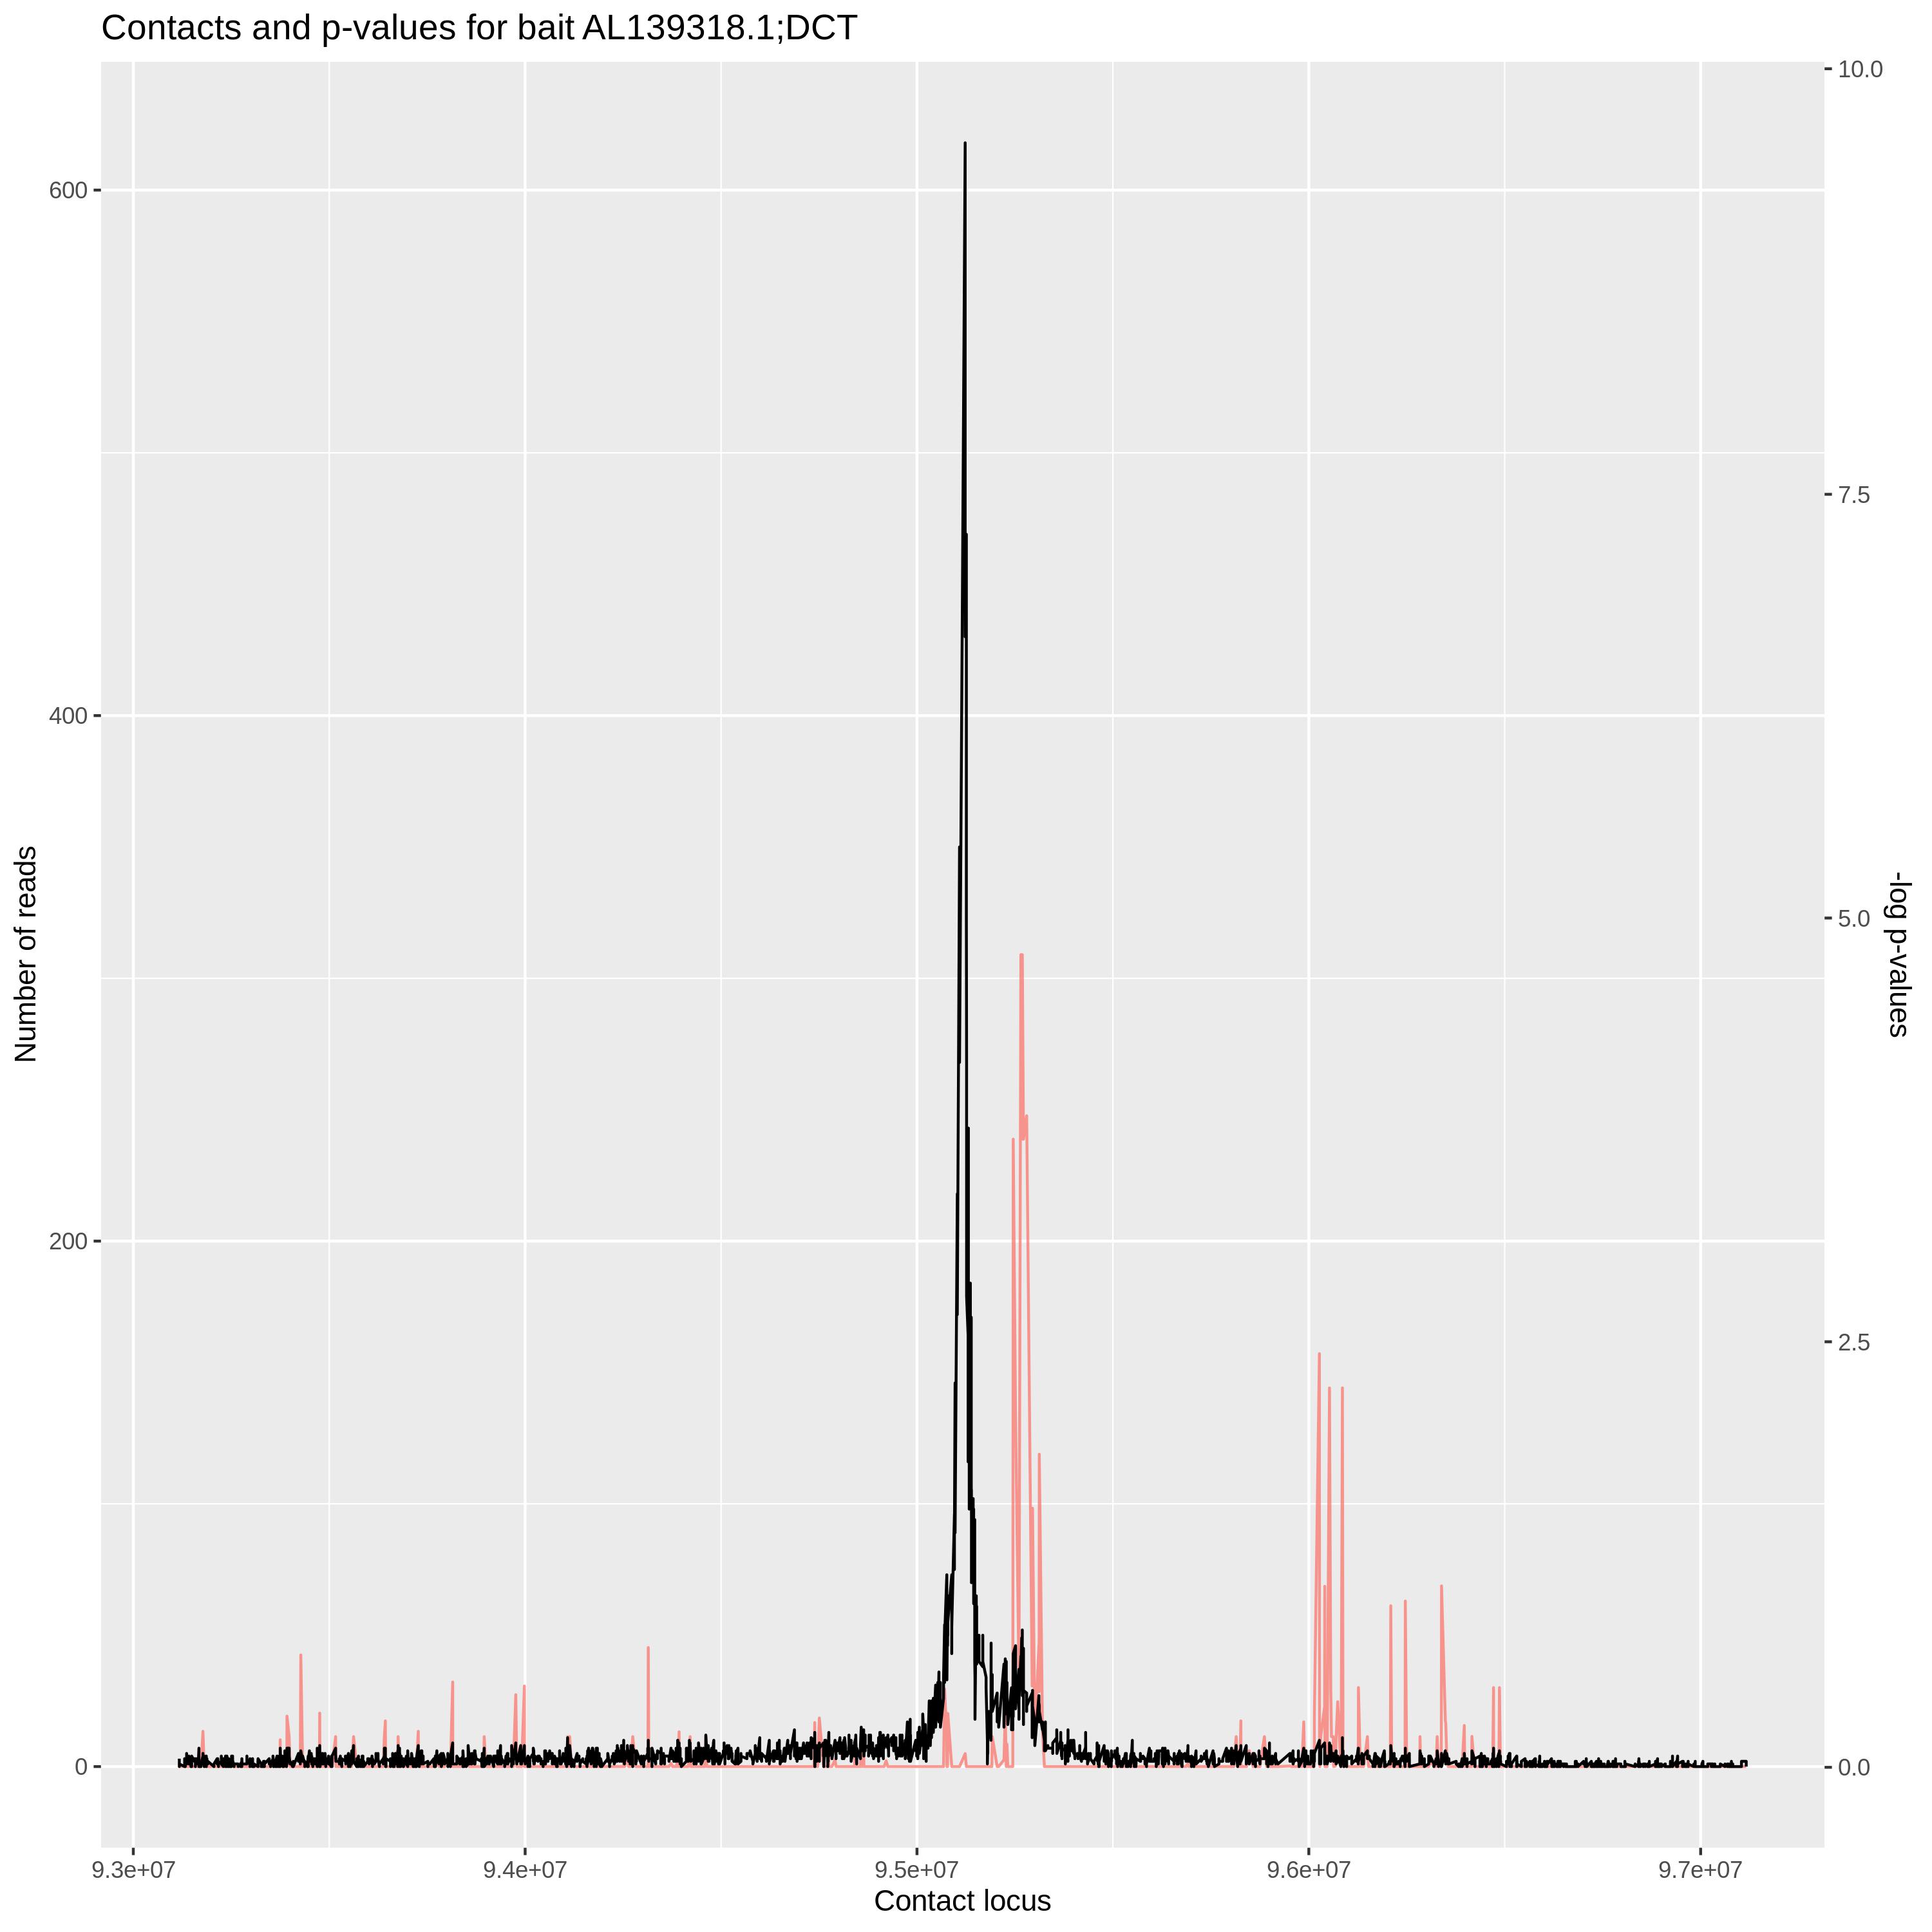 Contacts and p-values for bait AL139318.1;DCT
10.0
600
7.5
400
5.0
Number of reads
-log p-values
200
2.5
0
0.0
9.3e+07 9.4e+07 9.5e+07 9.6e+07 9.7e+07
Contact locus